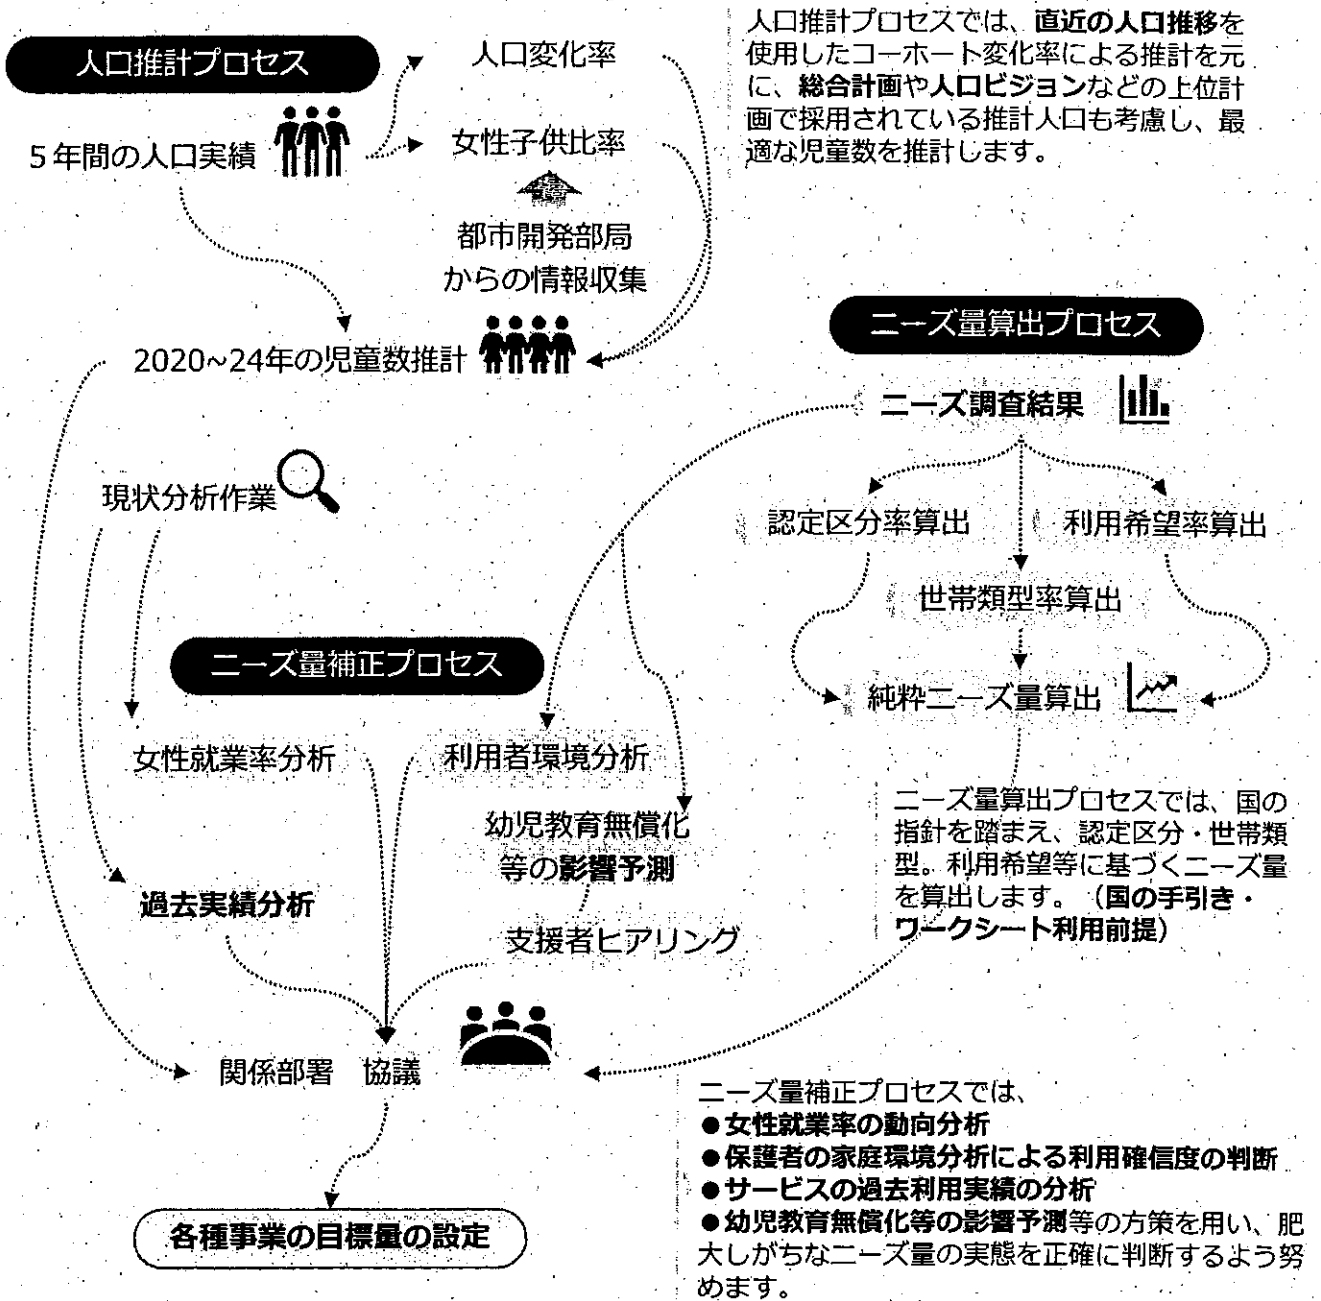 人口推計プロセス
5年間の人口実績
人口変化率
女性子供比率
都市開発部局
からの情報収集
2020~24年の児童数推計
人口推計プロセスでは、直近の人口推移を
使用したコーホート変化率による推計を元
に、総合計画や人口ビジョンなどの上位計
画で採用されている推計人口も考慮し、最
適な児童数を推計します。
ニーズ量算出プロセス
ニーズ調査結果
認定区分率算出
利用希望率算出
世帯類型率算出
純粋ニーズ量算出
ニーズ量算出プロセスでは、国の
指針を踏まえ、認定区分・世帯類
型。利用希望等に基づくニーズ量
を算出します。（国の手引き・
ワークシート利用前提）
現状分析作業
ニーズ量補正プロセス
女性就業率分析
利用者環境分析
幼児教育無償化
等の影響予測
過去実績分析
支援者ヒアリング
関係部署 協議
各種事業の目標量の設定
ニーズ量補正プロセスでは、
●女性就業率の動向分析
●保護者の家庭環境分析による利用確信度の判断
●サービスの過去利用実績の分析
●幼児教育無償化等の影響予測等の方策を用い、肥
大しがちなニーズ量の実態を正確に判断するよう努
めます。